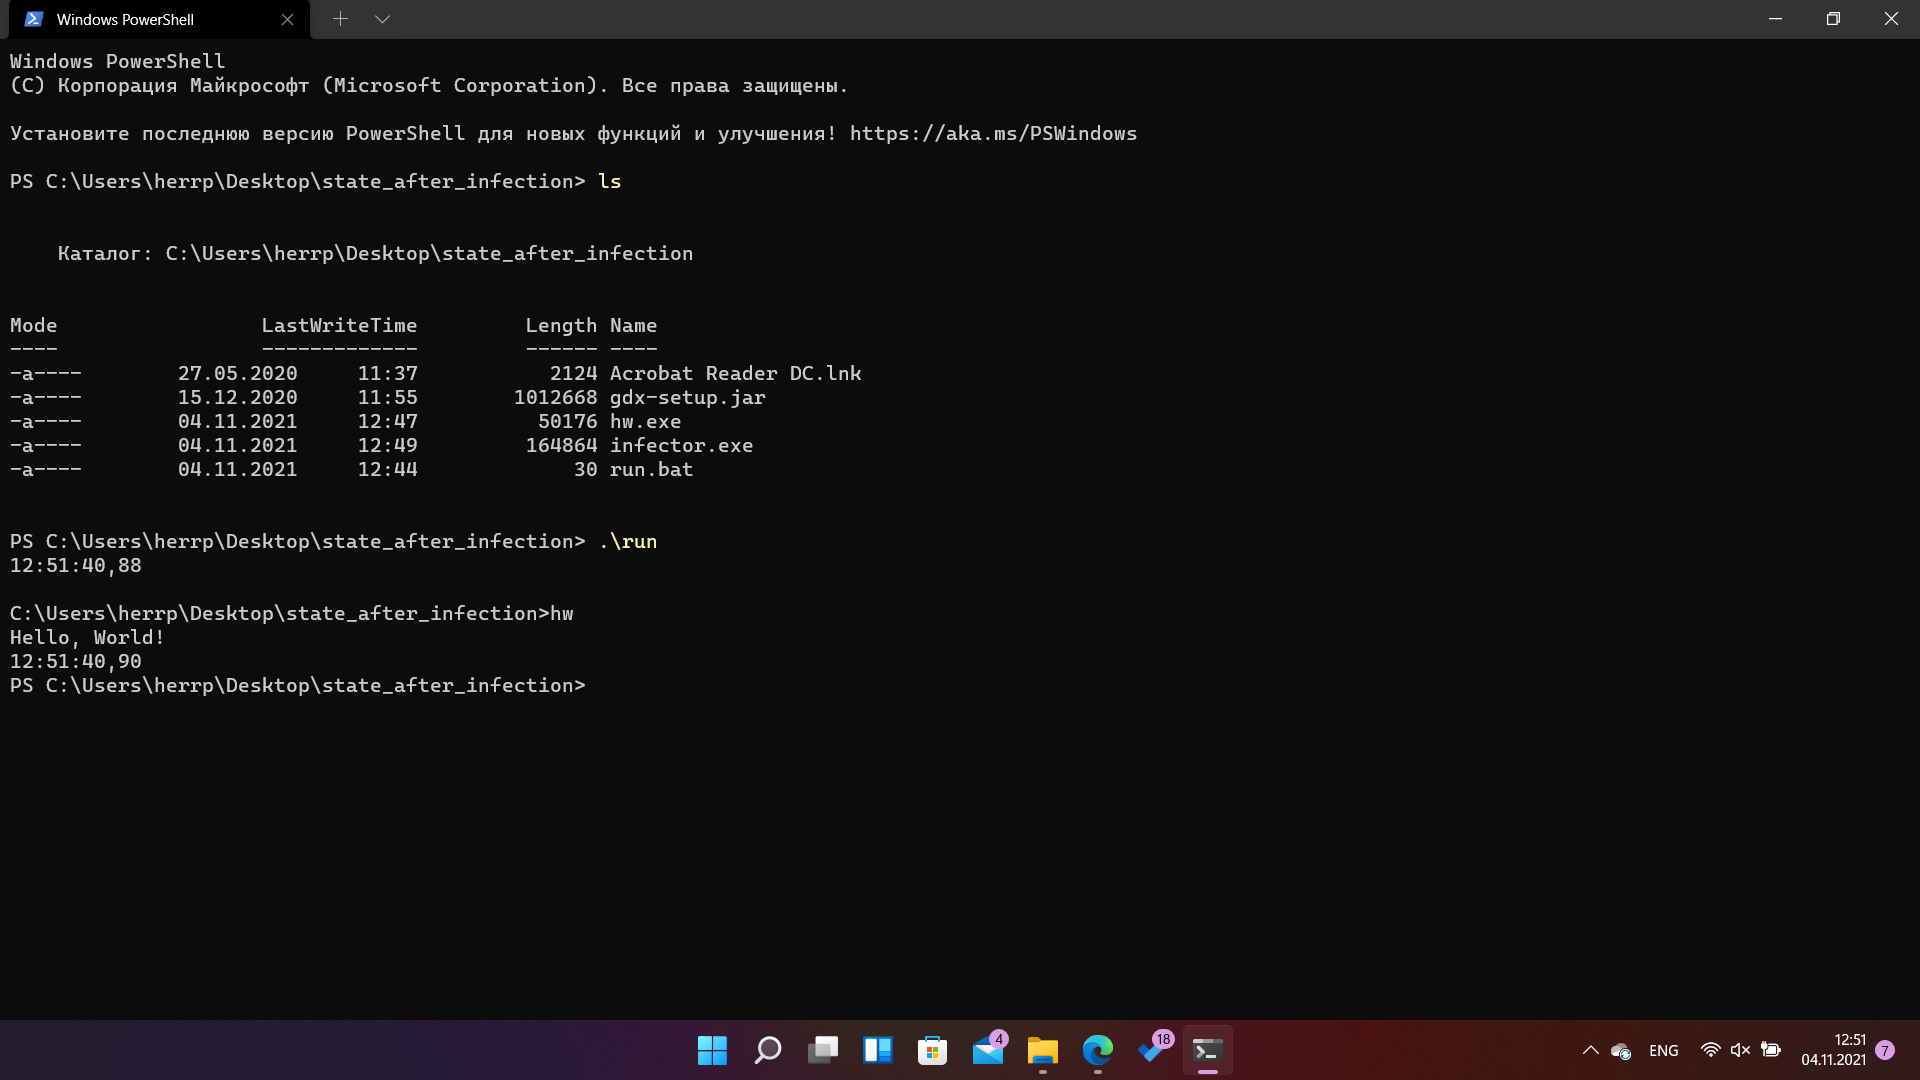 Windows PowerShell
Windows PowerShell
(C) Корпорация Майкрософт (Microsoft Corporation). Все права защищены.
Установите последнюю версию PowerShell для новых функций и улучшения! https://aka.ms/PSWindows
PS C:\Users\herrp\Desktop\state_after_infection> ls
Каталог: C:\Users\herrp\Desktop\state_after_infection
Mode                 LastWriteTime         Length Name
----                 -------------         ------ ----
-a----        27.05.2020     11:37           2124 Acrobat Reader DC.lnk
-a----        15.12.2020     11:55        1012668 gdx-setup.jar
-a----        04.11.2021     12:47          50176 hw.exe
-a----        04.11.2021     12:49         164864 infector.exe
-a----        04.11.2021     12:44             30 run.bat
PS C:\Users\herrp\Desktop\state_after_infection> .\run
12:51:40,88
C:\Users\herrp\Desktop\state_after_infection>hw
Hello, World!
12:51:40,90
PS C:\Users\herrp\Desktop\state_after_infection>
4
18
ENG
12:51
04.11.2021
7